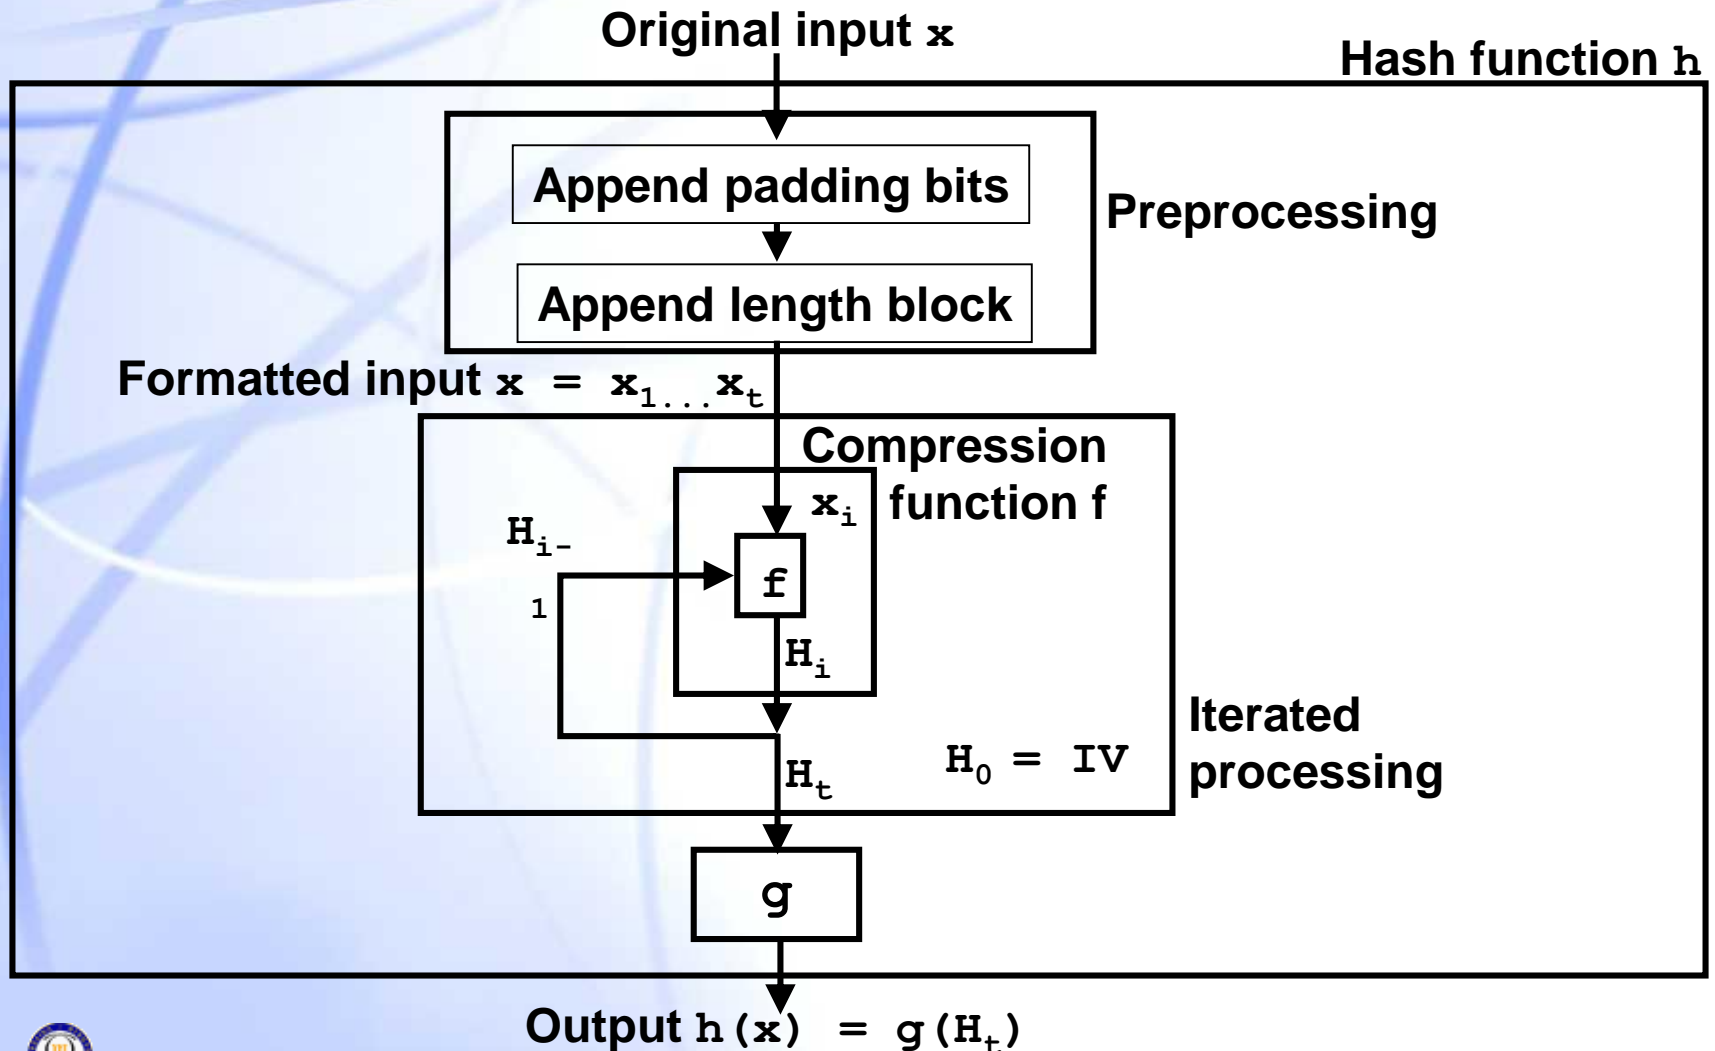 Original input x
Hash function h
Append padding bits
Preprocessing
Append length block
Formatted input x = x1...xt
Compression
function f
xi
Hi-
1
f
Hi
Iterated
processing
H0 = IV
Ht
g
Output h(x) = g(Ht)